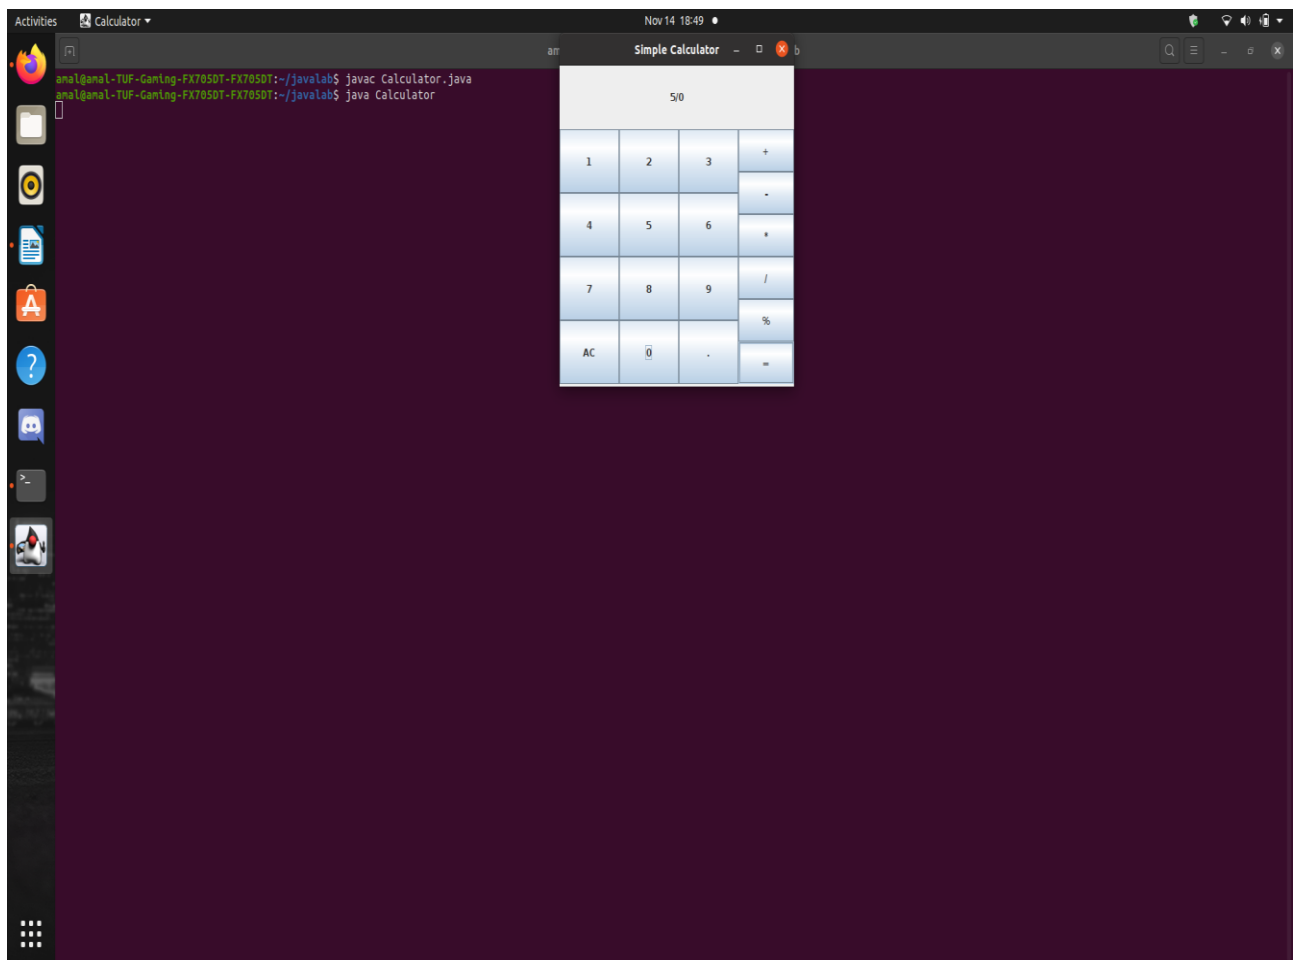 Activities Calculator Nov 14 18:49
am Simple Calculator b
amal@amal-TUF-Gaming-FX705DT-FX705DT:~/javalab$ javac Calculator.java
amal@amal-TUF-Gaming-FX705DT-FX705DT:~/javalab$ java Calculator
5/0
1 2 3 +
-
4 5 6 *
7 8 9 /
%
AC 0 . =